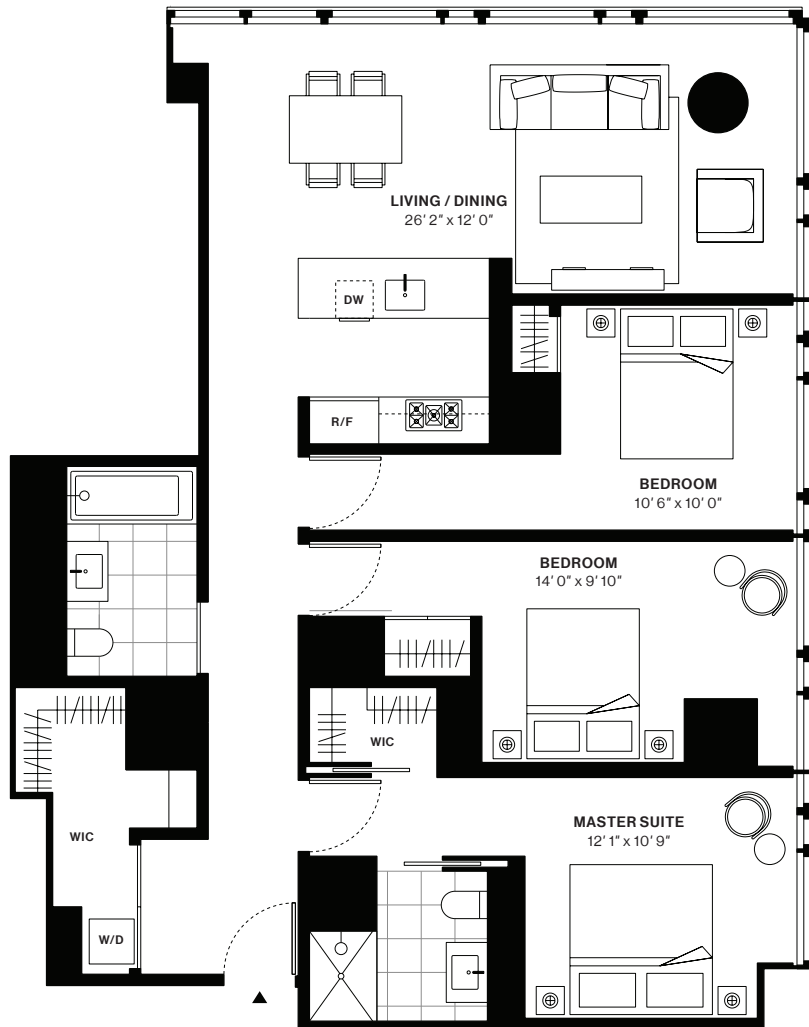 LIVING / DINING
26' 2" x 12' 0"
DW
R/F
BEDROOM
10' 6" x 10' 0"
BEDROOM
14' 0" x 9' 10"
WIC
WIC
MASTER SUITE
12' 1" x 10' 9"
W/D